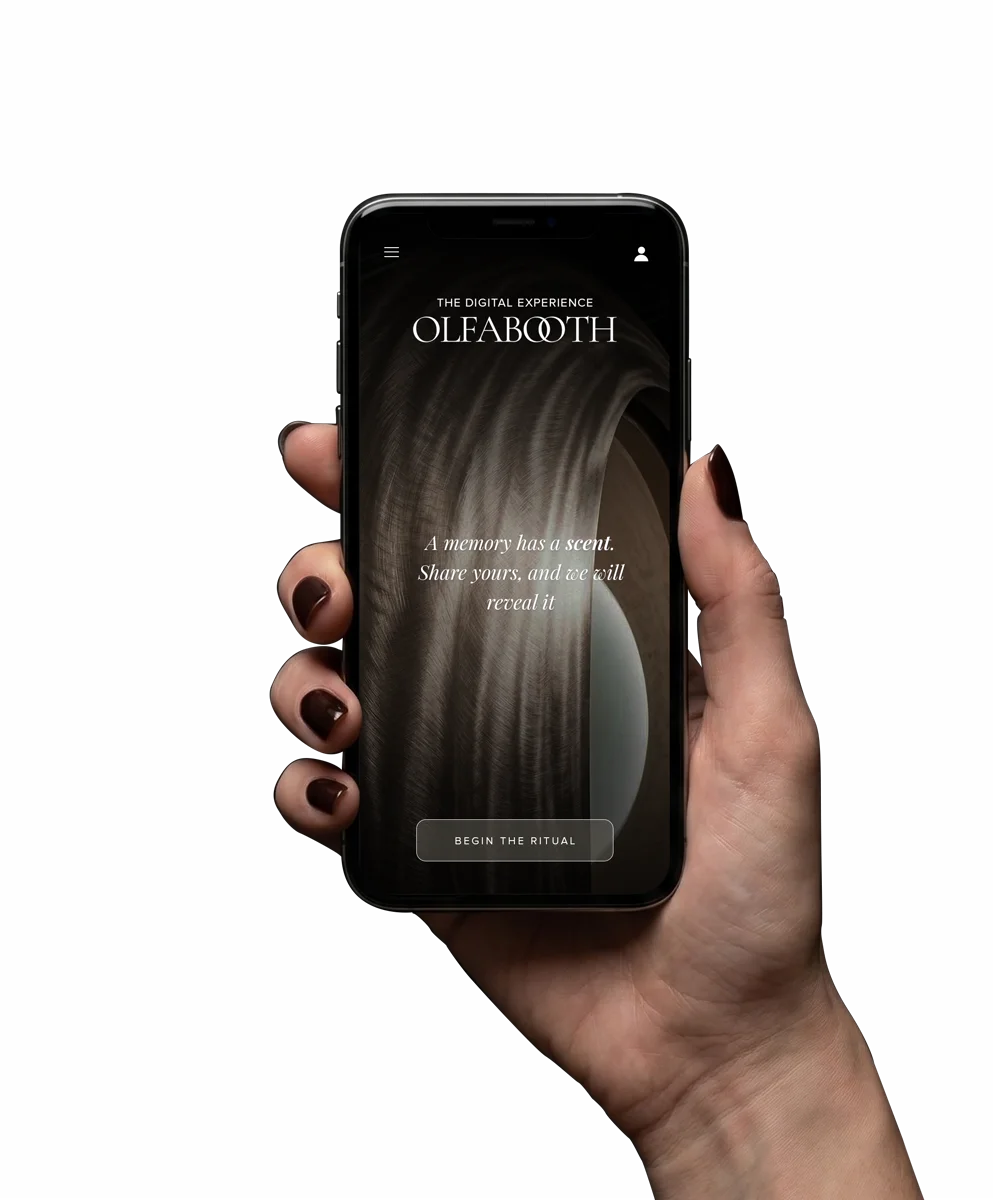 THE DIGITAL EXPERIENCE
OLFABOOTH
A memory has a scent.
Share yours, and we will
reveal it
BEGIN THE RITUAL